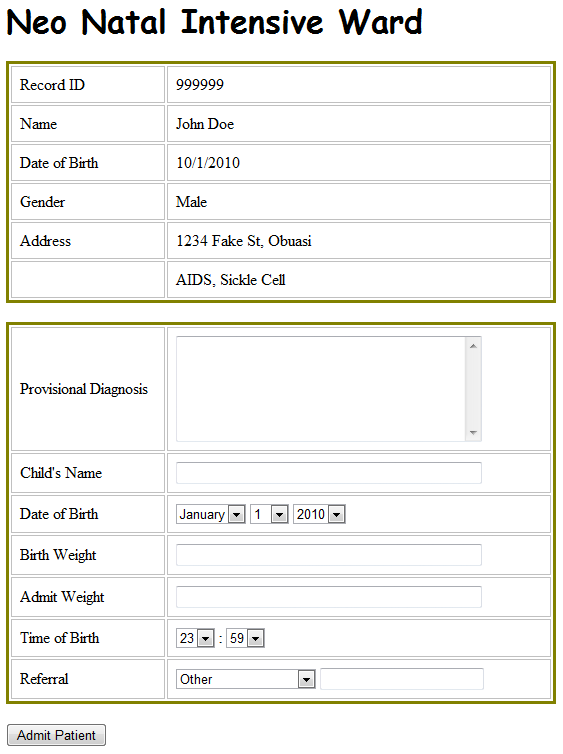 Neo Natal Intensive Ward
Record ID 999999
Name John Doe
Date of Birth 10/1/2010
Gender Male
Address 1234 Fake St, Obuasi
AIDS, Sickle Cell
Provisional Diagnosis
Child's Name
Date of Birth January 1 2010
Birth Weight
Admit Weight
Time of Birth 23 : 59
Referral Other
Admit Patient